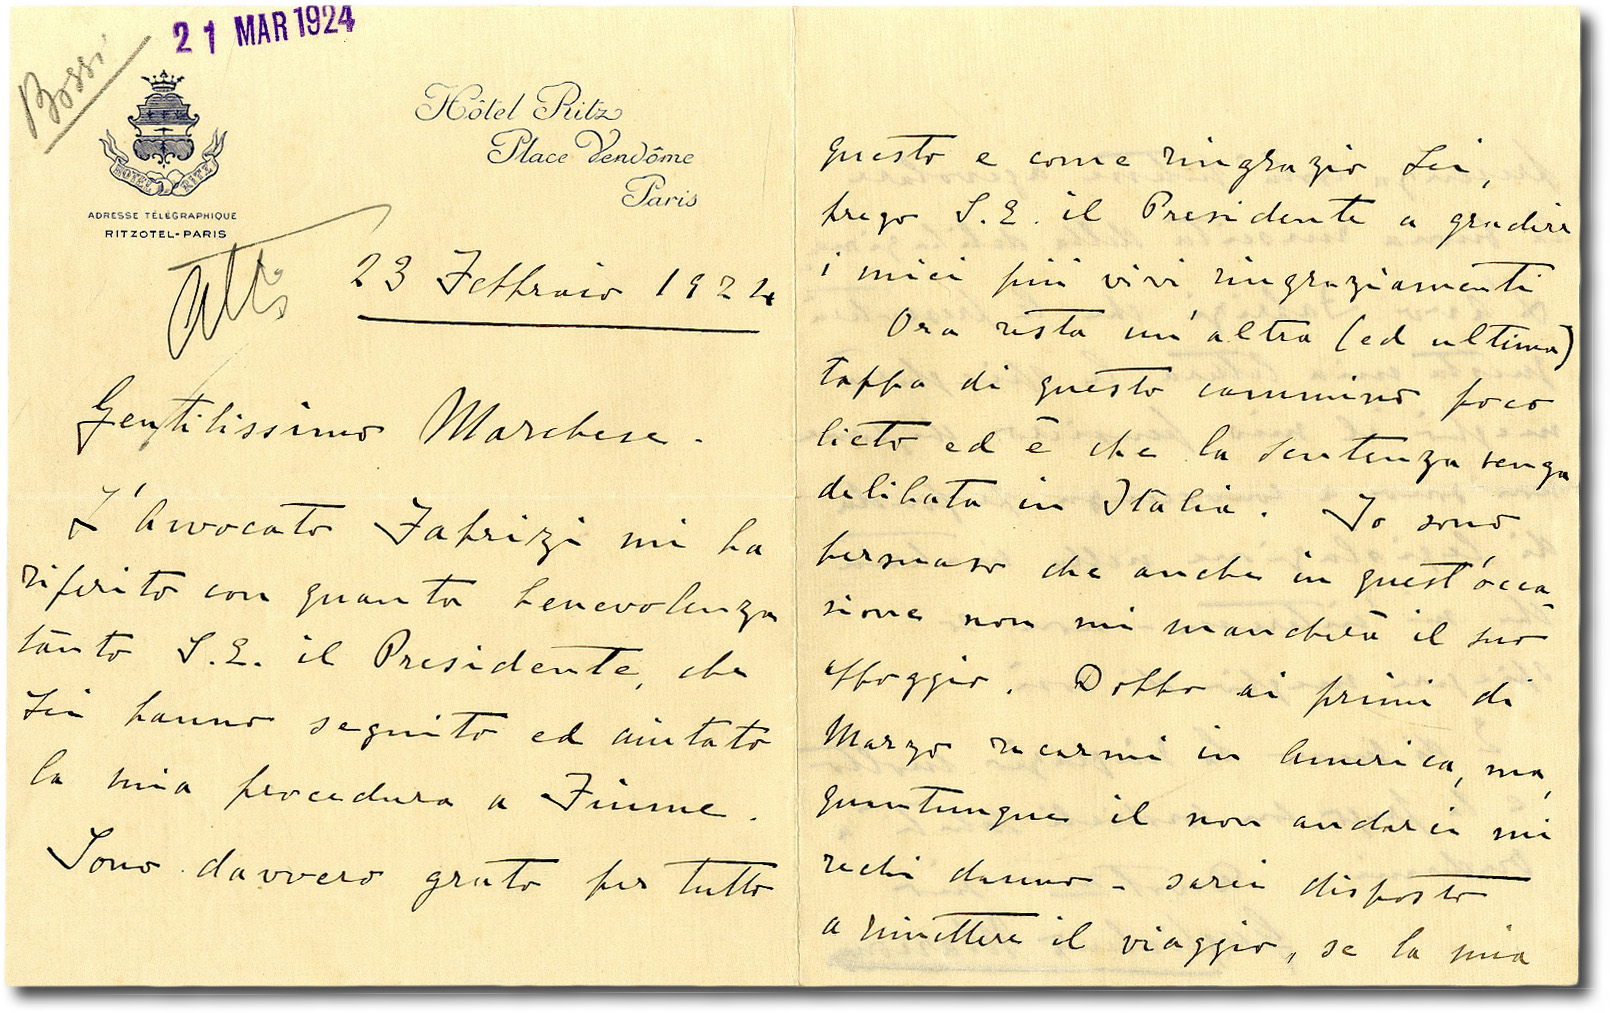 21 MAR 1924
Bossi
HOTEL RITZ
ADRESSE TÉLÉGRAPHIQUE
RITZOTEL-PARIS
Hôtel Ritz
Place Vendôme
Paris
Atti
23 Febbraio 1924
Gentilissimo Marchese.
L'Avvocato Fabrizi mi ha
riferito con quanta benevolenza
tanto S.E. il Presidente, che
Lei hanno seguito ed aiutato
la mia procedura a Fiume.
Sono davvero grato per tutto
questo e come ringrazio Lei,
prego S.E. il Presidente a gradire
i miei più vivi ringraziamenti
Ora resta un'altra (ed ultima)
tappa di questo cammino poco
lieto ed è che la sentenza venga
delibata in Italia. Io sono
persuaso che anche in quest'occa-
sione non mi mancherà il suo
appoggio. Dobbo ai primi di
Marzo recarmi in America, ma,
quantunque il non andarci mi
rechi danno - sarei disposto
a rimettere il viaggio, se la mia